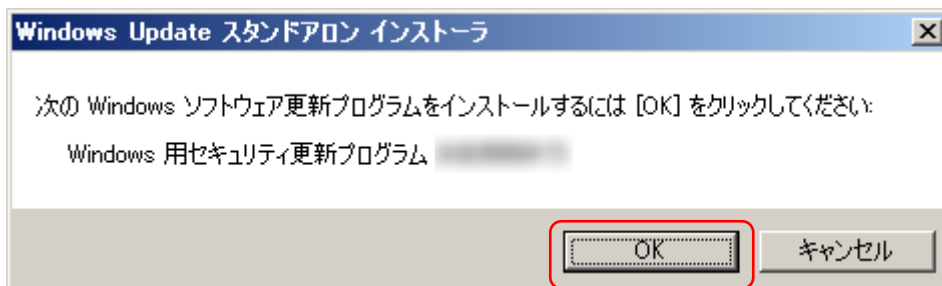 Windows Update スタンドアロン インストーラ
次の Windows ソフトウェア更新プログラムをインストールするには [OK] をクリックしてください:
Windows 用セキュリティ更新プログラム
OK キャンセル